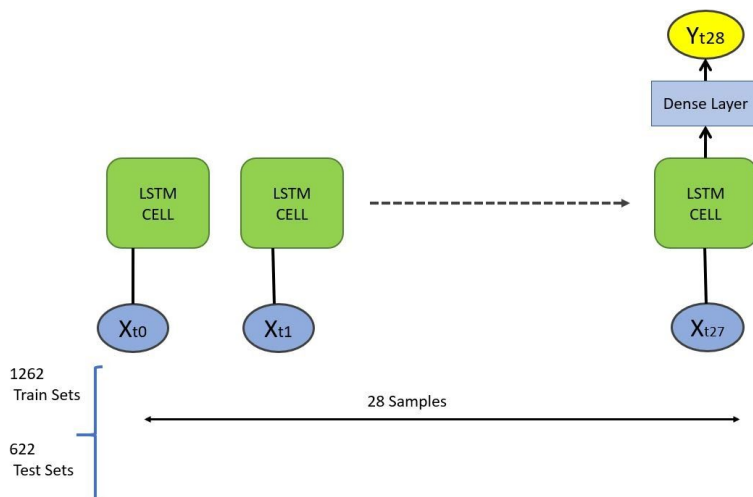 Yt28
Dense Layer
LSTM
CELL
LSTM
CELL
LSTM
CELL
Xt0
Xt1
Xt27
1262
Train Sets
28 Samples
622
Test Sets